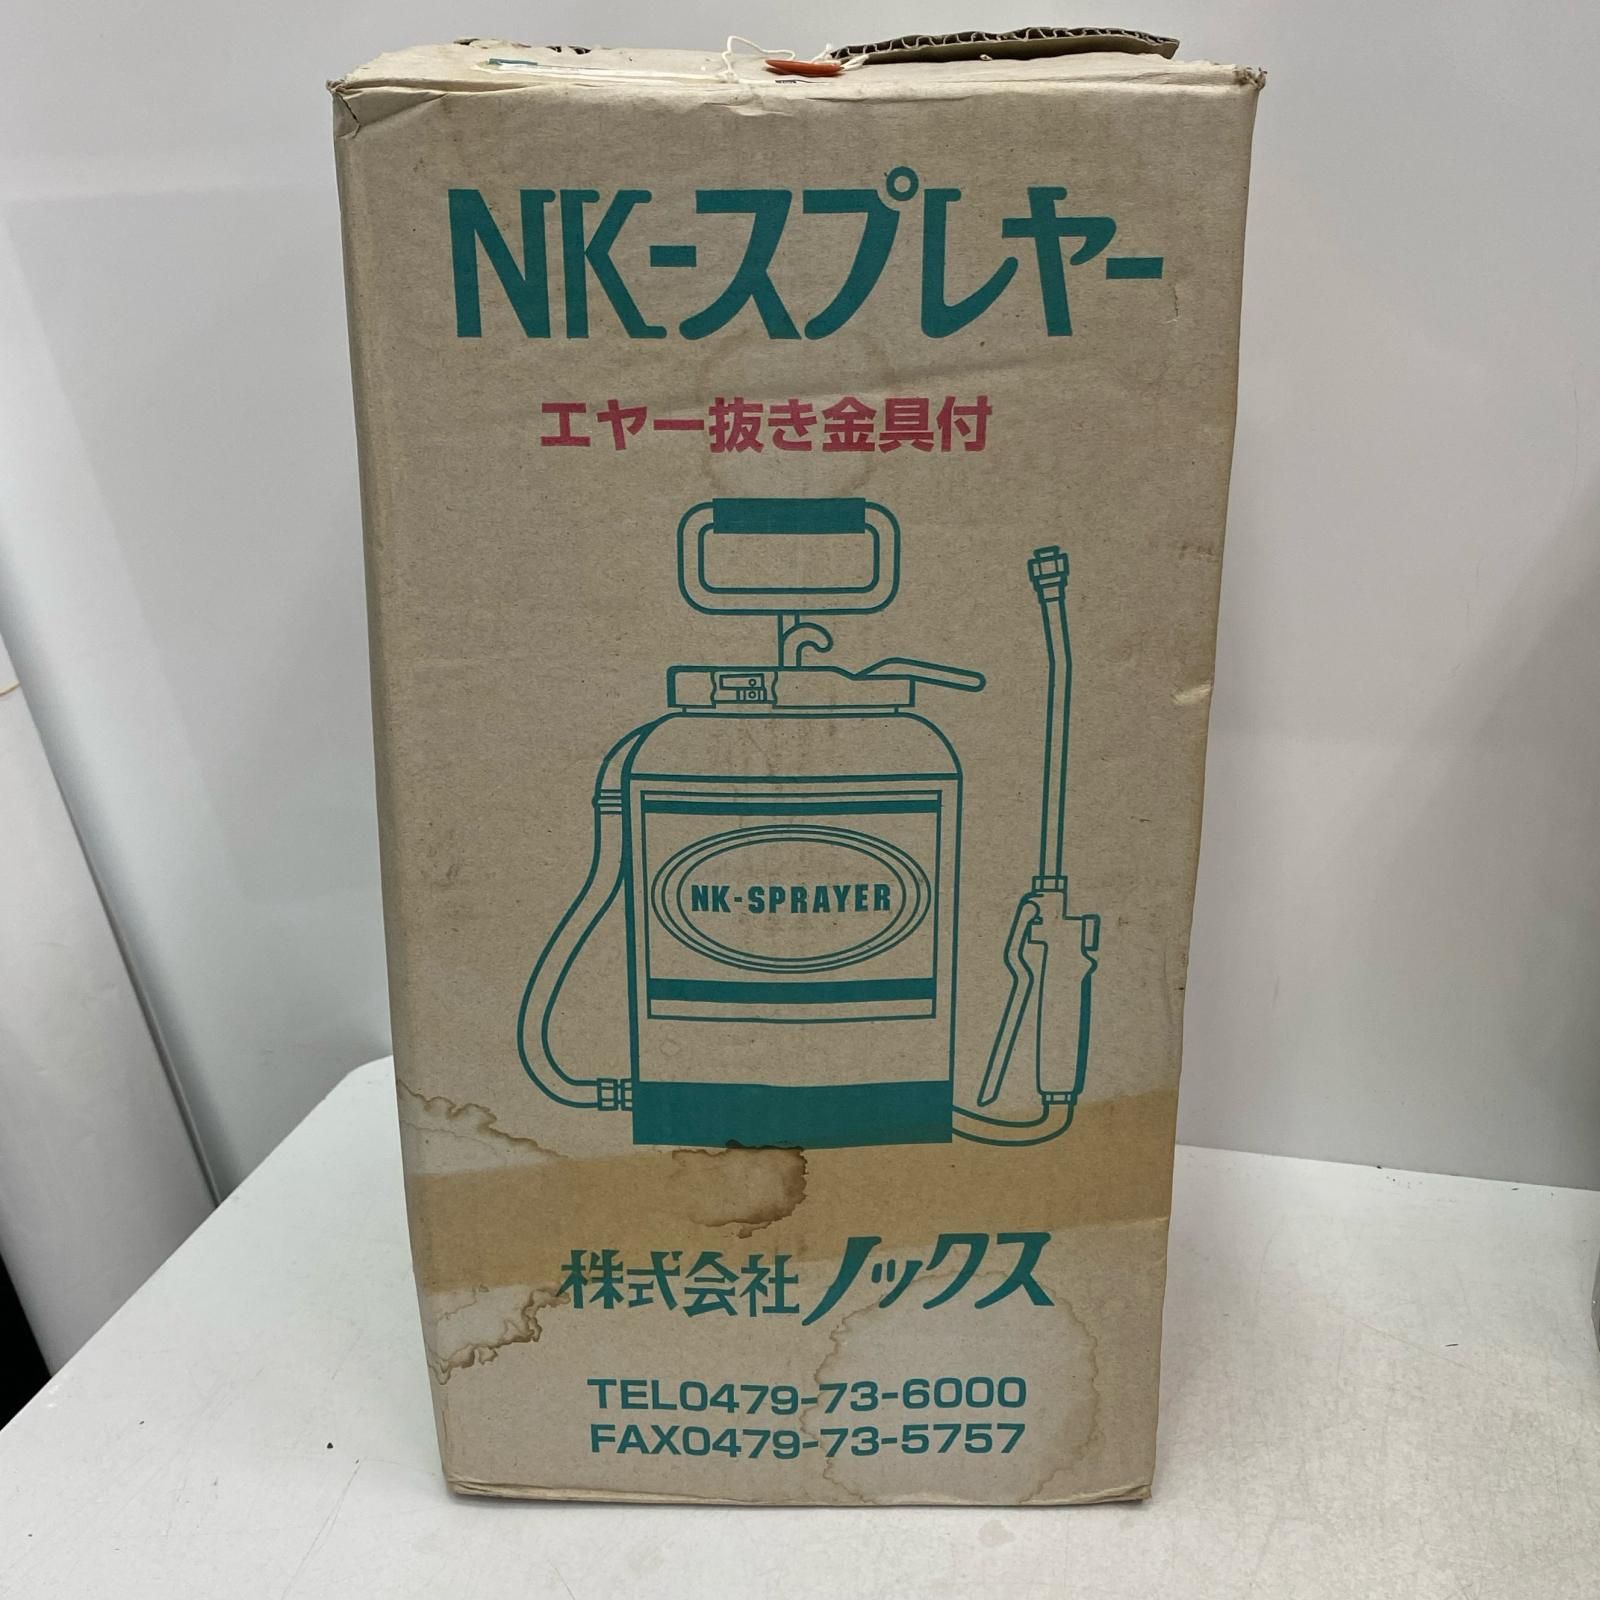 NK-スプレヤー
エヤー抜き金具付
NK-SPRAYER
株式会社ノックス
TEL0479-73-6000
FAX0479-73-5757